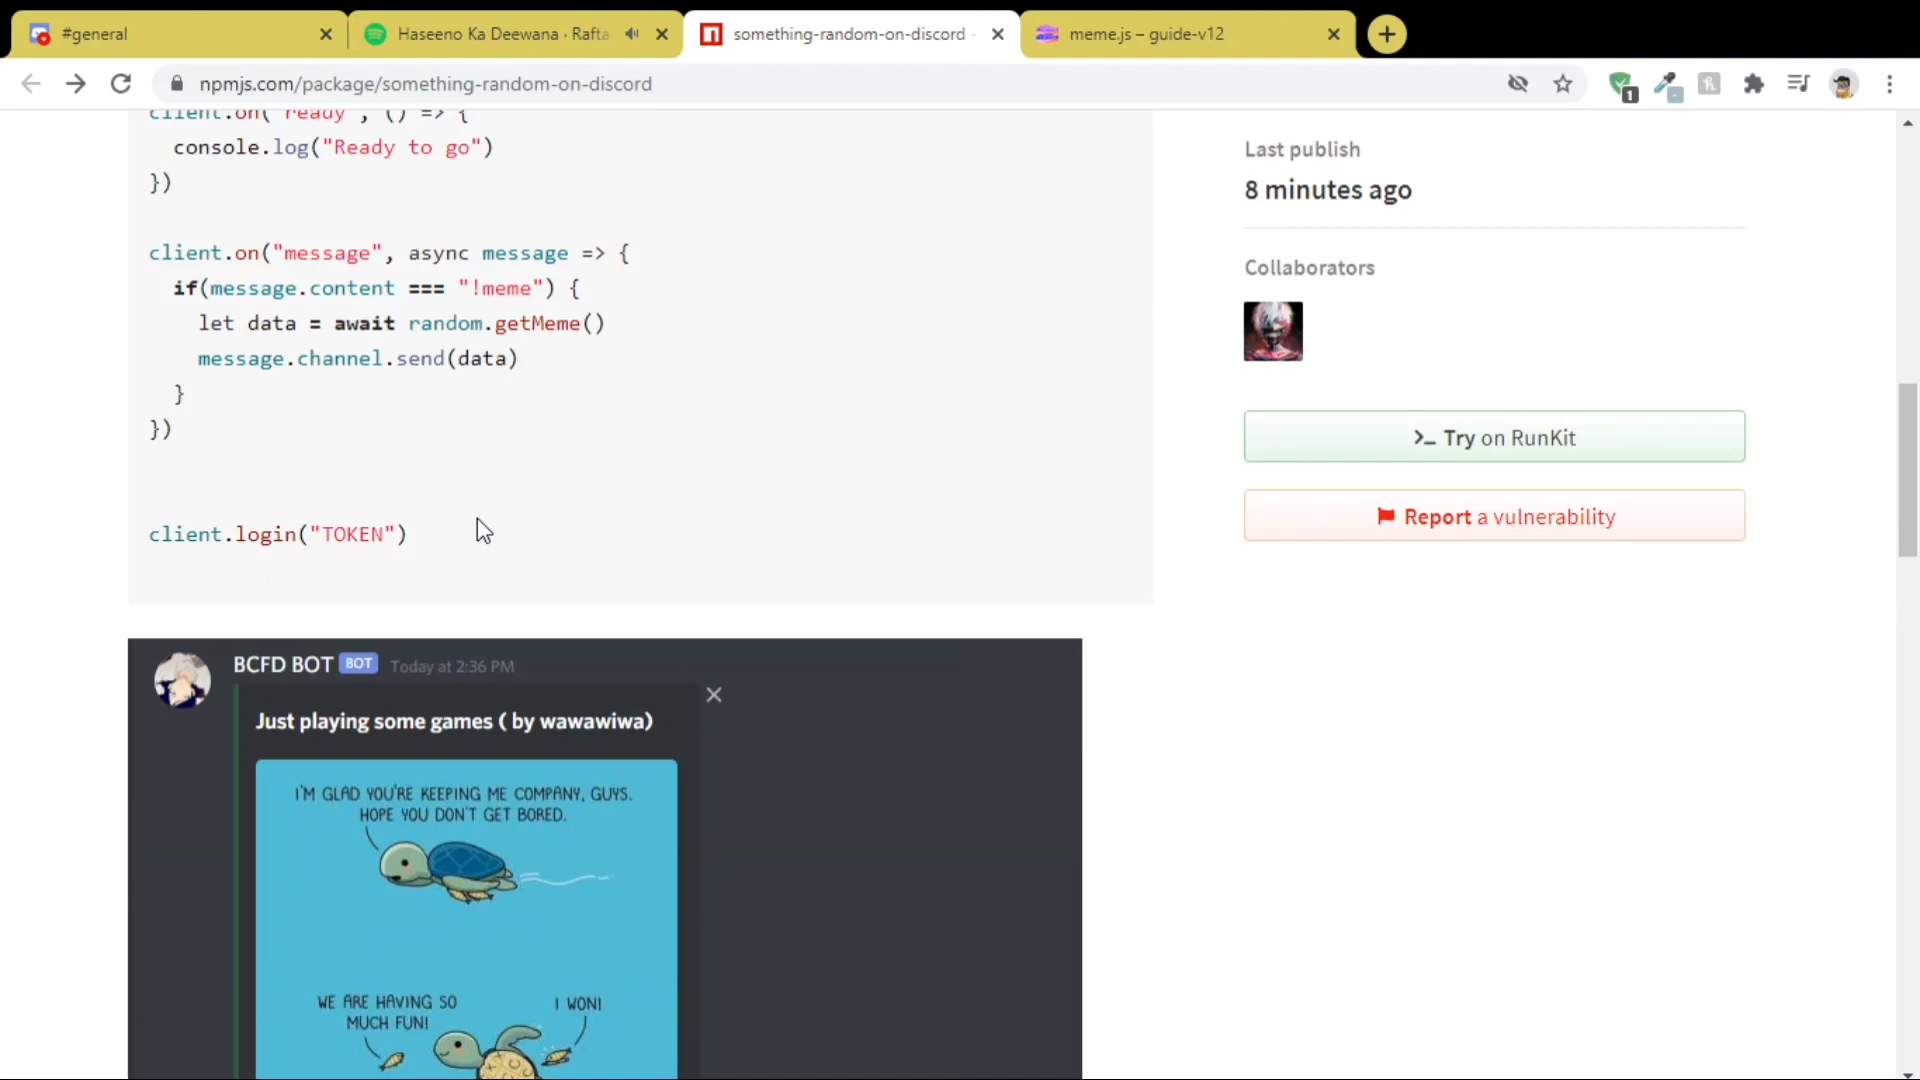 #general
Haseeno Ka Deewana · Rafta
something-random-on-discord -
meme.js – guide-v12
npmjs.com/package/something-random-on-discord
1
client.on("ready", () => {
console.log("Ready to go")
})
client.on("message", async message => {
if(message.content === "!meme") {
let data = await random.getMeme()
message.channel.send(data)
}
})
client.login("TOKEN")
Last publish
8 minutes ago
Collaborators
Try on RunKit
Report a vulnerability
BCFD BOT BOT Today at 2:36 PM
Just playing some games ( by wawawiwa)
I'M GLAD YOU'RE KEEPING ME COMPANY, GUYS.
HOPE YOU DON'T GET BORED.
WE ARE HAVING SO
MUCH FUN!
I WON!